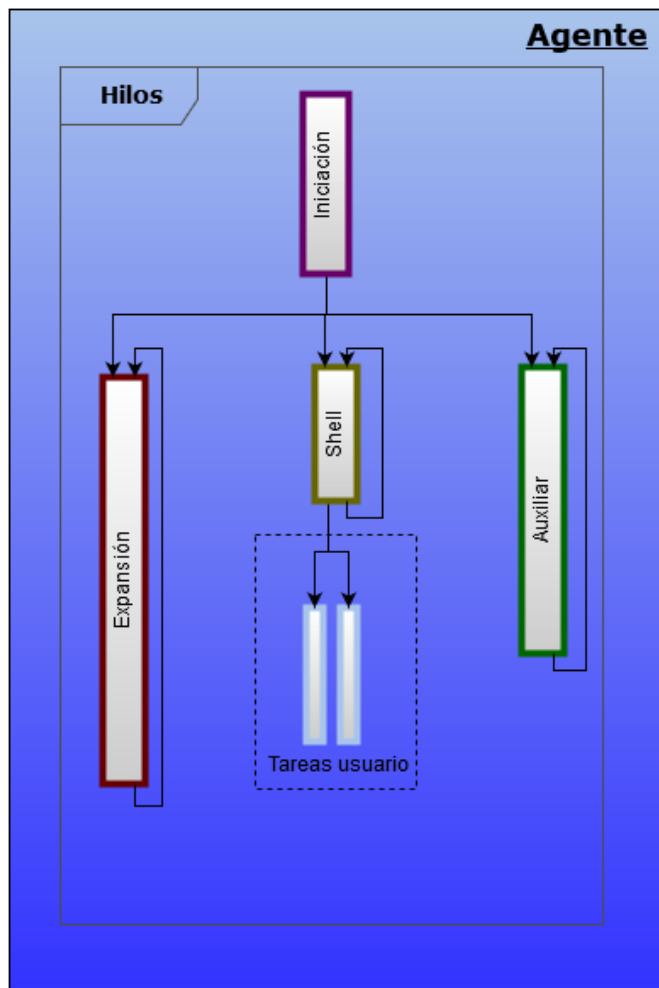 Agente
Hilos
Iniciación
Shell
Expansión
Auxiliar
Tareas usuario